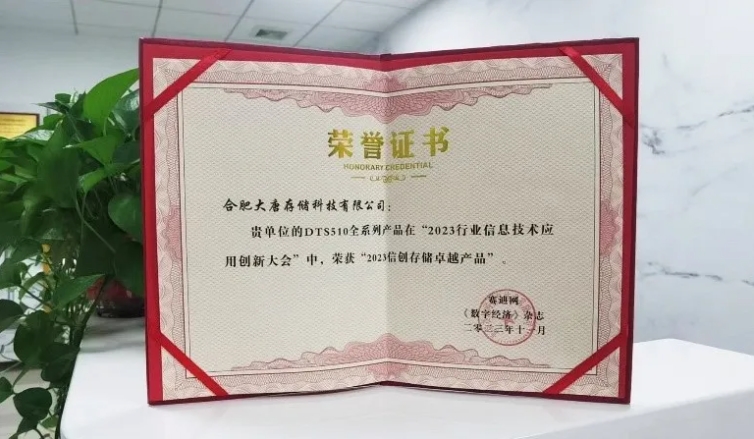 荣誉证书
HONORARY CREDENTIAL
合肥大唐存储科技有限公司:
贵单位的DTS510全系列产品在“2023行业信息技术应
用创新大会”中,荣获“2023信创存储卓越产品”。
赛迪网
《数字经济》杂志
二零二三年十一月